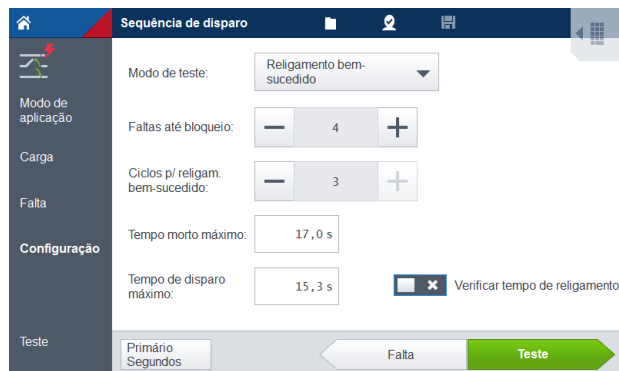 Sequência de disparo
Modo de teste:
Religamento bem-
sucedido
Modo de
aplicação
Faltas até bloqueio:
4
Carga
Ciclos p/ religam.
bem-sucedido:
3
Falta
Tempo morto máximo:
17,0 s
Configuração
Tempo de disparo
máximo:
15,3 s
Verificar tempo de religamento
Teste
Primário
Segundos
Falta
Teste